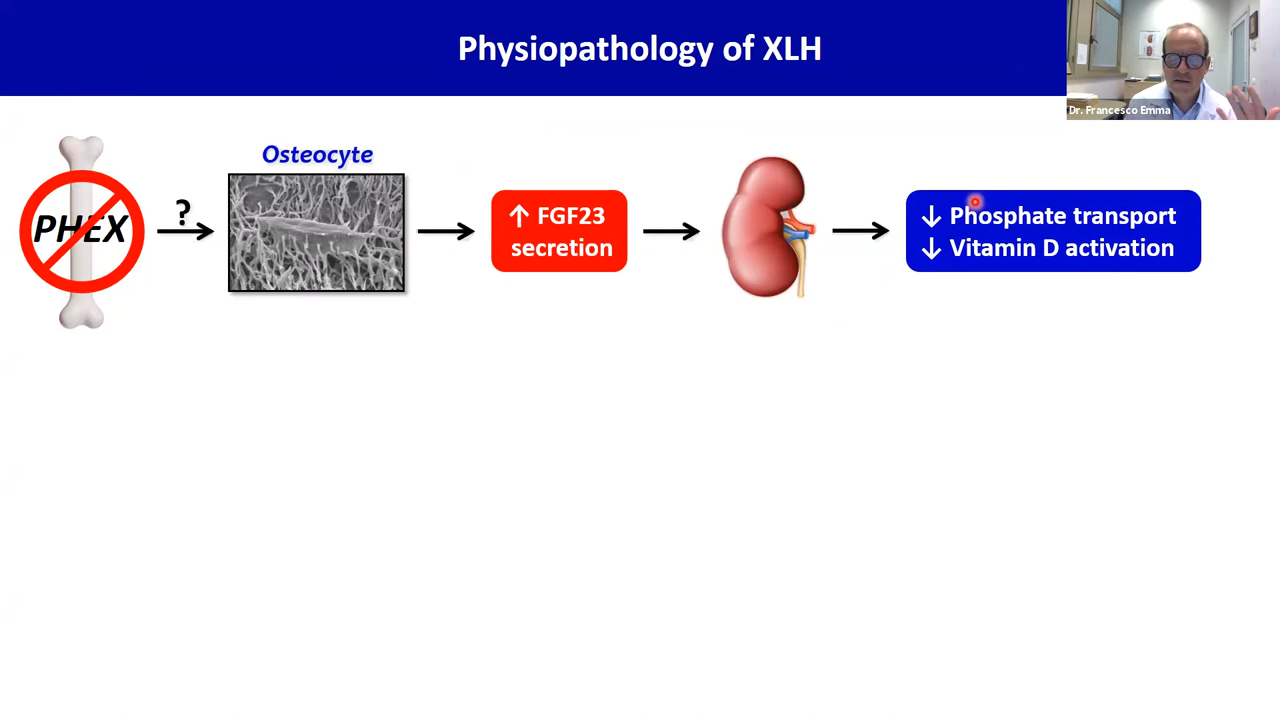 Physiopathology of XLH
Dr. Francesco Emma
Osteocyte
PHEX
?
↑ FGF23
secretion
↓ Phosphate transport
↓ Vitamin D activation